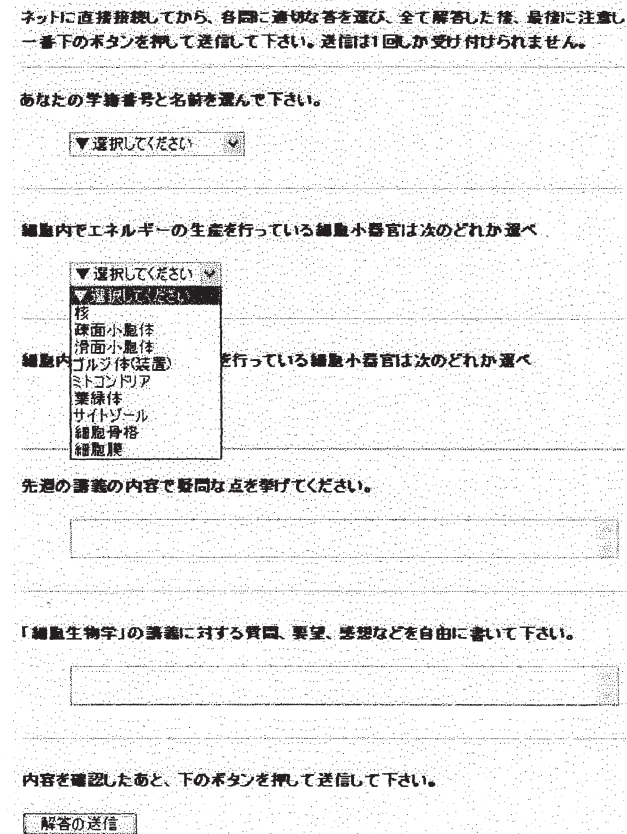 ネットに直接接続してから、各問に適切な答を選び、全て解答した後、最後に注意し
一番下のボタンを押して送信して下さい。送信は1回しか受け付けられません。
あなたの学籍番号と名前を選んで下さい。
▼選択してください
細胞内でエネルギーの生産を行っている細胞小器官は次のどれか選べ
▼選択してください
▼選択してください
核
疎面小胞体
滑面小胞体
細胞内
ゴルジ体(装置)
を行っている細胞小器官は次のどれか選べ
ミトコンドリア
葉緑体
サイトゾール
細胞骨格
細胞膜
先週の講義の内容で疑問な点を挙げてください。
「細胞生物学」の講義に対する質問、要望、感想などを自由に書いて下さい。
内容を確認したあと、下のボタンを押して送信して下さい。
解答の送信